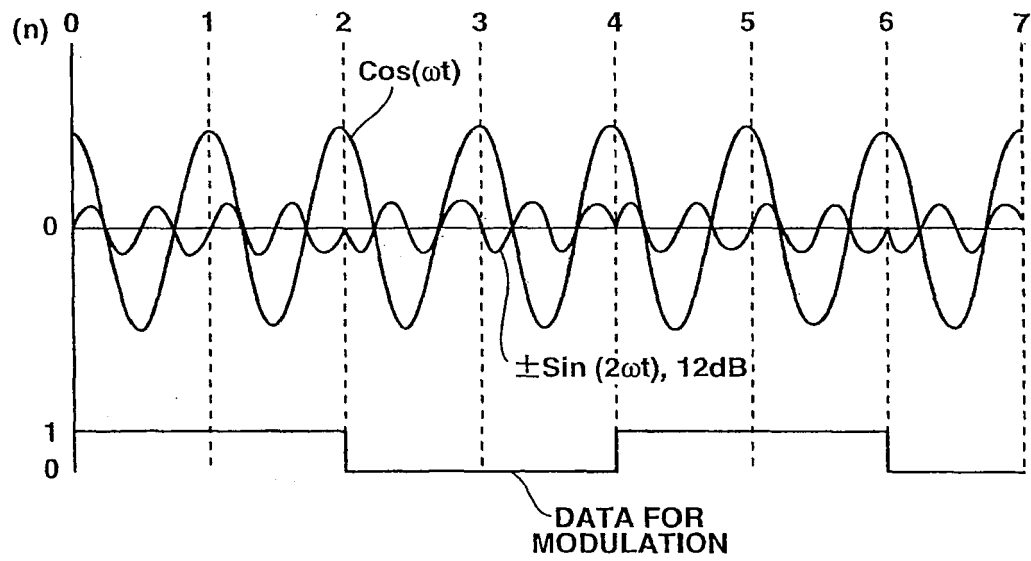 (n) 0 1 2 3 4 5 6 7
Cos(ωt)
0
±Sin (2ωt), 12dB
1
0
DATA FOR
MODULATION